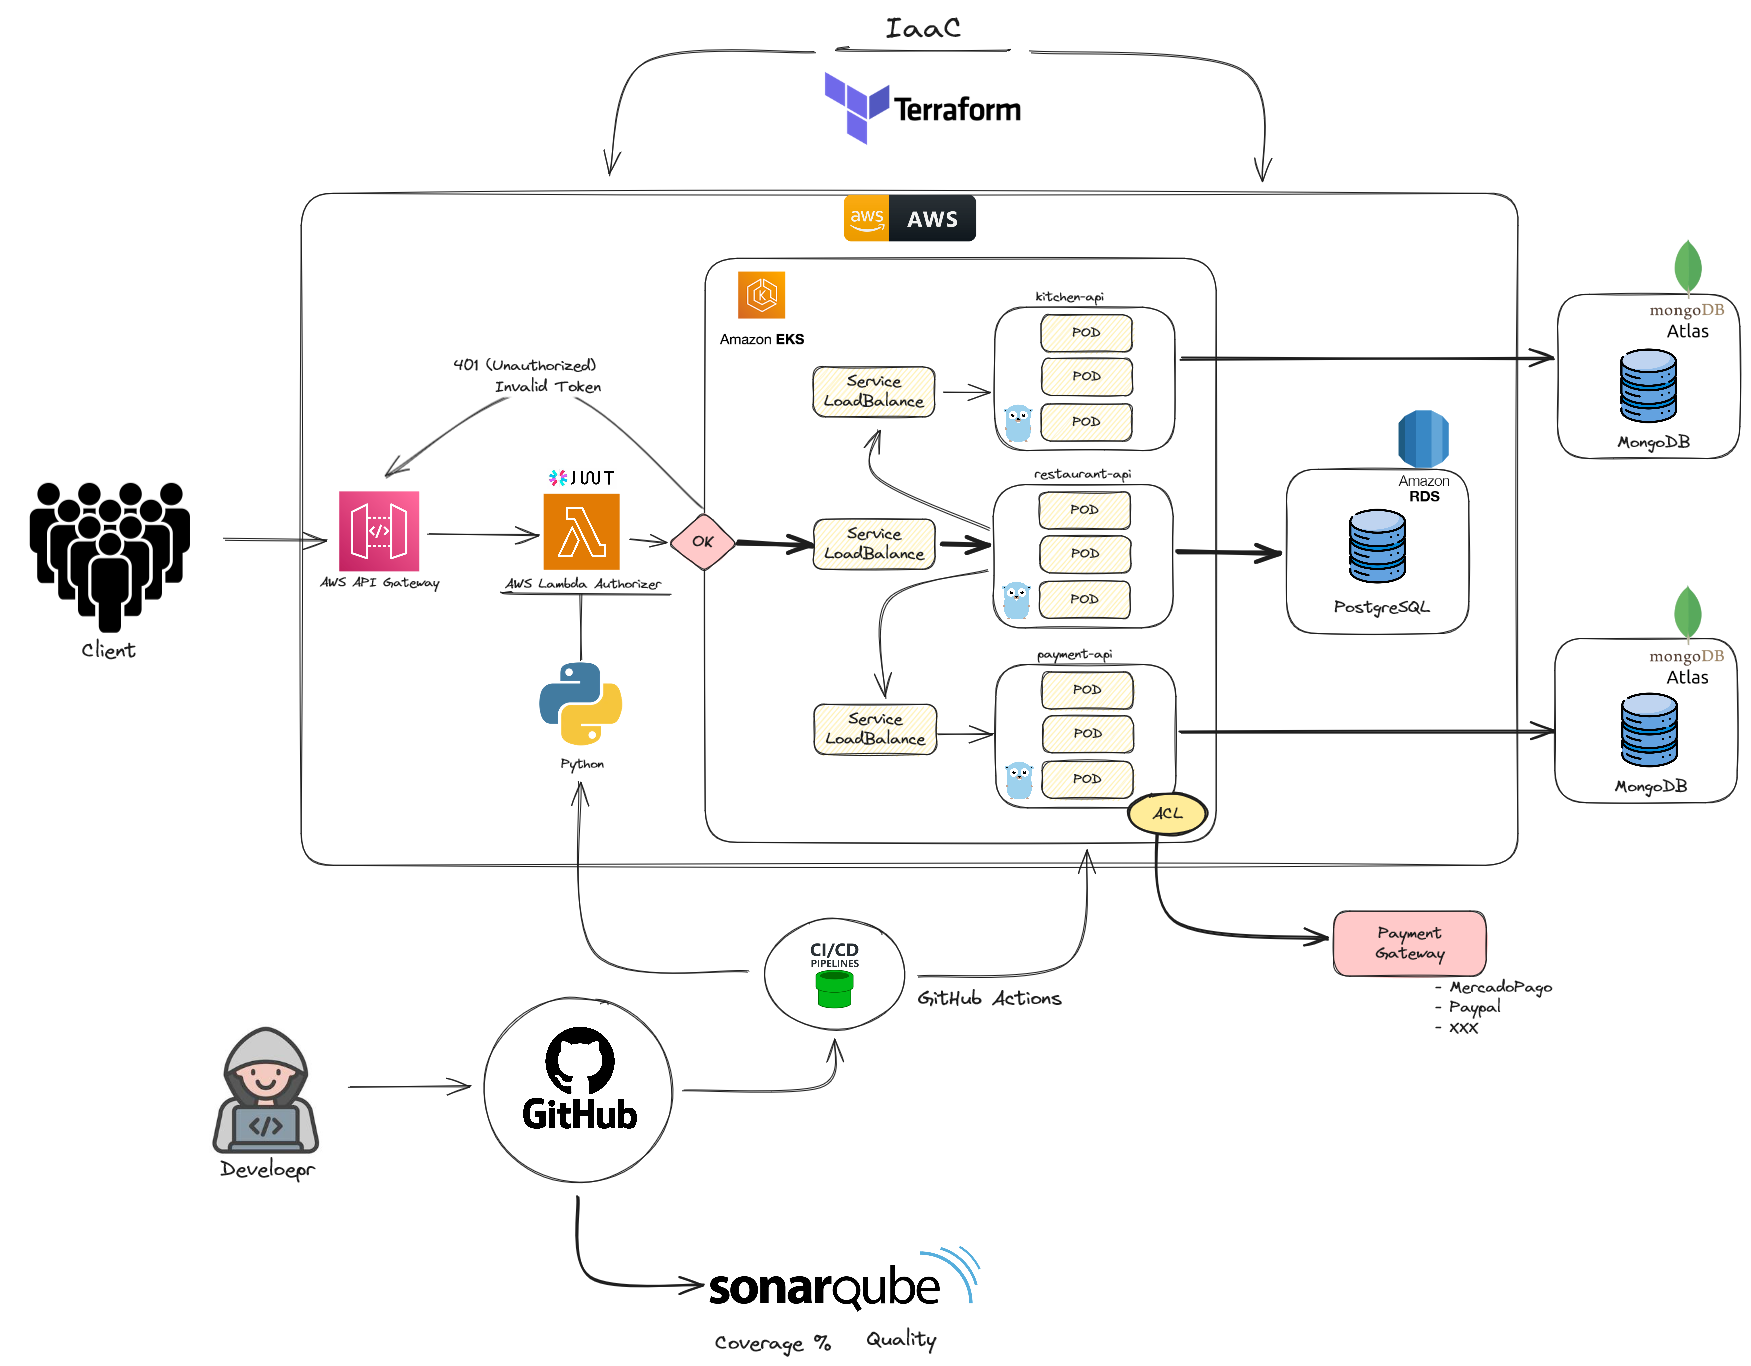 IaaC
Terraform
aws
AWS
kitchen-api
K
Amazon EKS
POD
POD
POD
Service
LoadBalance
mongoDB
Atlas
MongoDB
401 (Unauthorized)
Invalid Token
JWT
</>
AWS API Gateway
AWS Lambda Authorizer
OK
Service
LoadBalance
restaurant-api
POD
POD
POD
Amazon
RDS
PostgreSQL
Client
Python
Service
LoadBalance
payment-api
POD
POD
POD
ACL
mongoDB
Atlas
MongoDB
CI/CD
PIPELINES
GitHub Actions
Payment
Gateway
- MercadoPago
- Paypal
- XXX
</>
Develoepr
GitHub
sonarqube
Coverage %
Quality